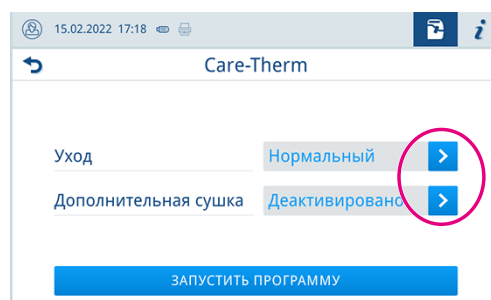 15.02.2022 17:18
i
Care-Therm
Уход Нормальный
Дополнительная сушка Деактивировано
ЗАПУСТИТЬ ПРОГРАММУ